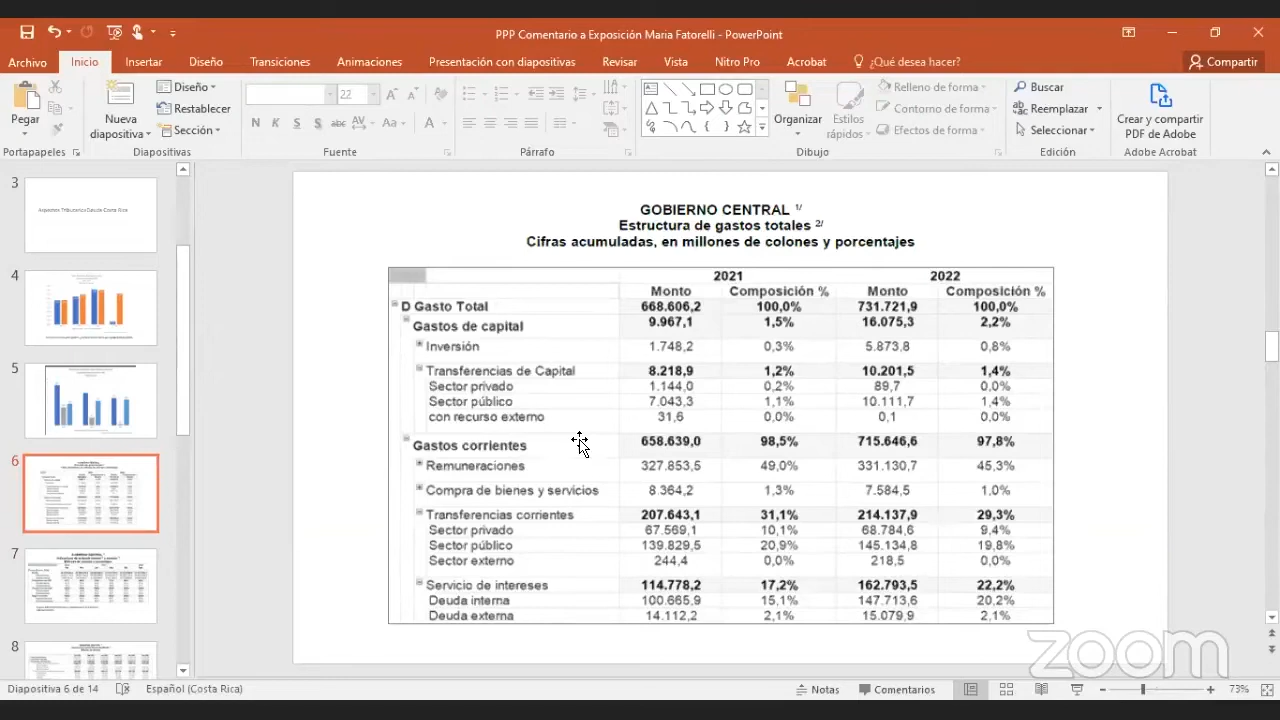 PPP Comentario a Exposición Maria Fatorelli - PowerPoint
Archivo Inicio Insertar Diseño Transiciones Animaciones Presentación con diapositivas Revisar Vista Nitro Pro Acrobat ¿Qué desea hacer? Compartir
Pegar
Nueva diapositiva
Diseño
Restablecer
Sección
22
N K S S abc AV Aa A
Organizar
Estilos rápidos
Relleno de forma
Contorno de forma
Efectos de forma
Buscar
Reemplazar
Seleccionar
Crear y compartir PDF de Adobe
Portapapeles Diapositivas Fuente Párrafo Dibujo Edición Adobe Acrobat
3
Aspectos Tributarios Desde Costa Rica
4
5
6
7
8
GOBIERNO CENTRAL 1/
Estructura de gastos totales 2/
Cifras acumuladas, en millones de colones y porcentajes
2021 2022
Monto Composición % Monto Composición %
D Gasto Total 668.606,2 100,0% 731.721,9 100,0%
Gastos de capital 9.967,1 1,5% 16.075,3 2,2%
Inversión 1.748,2 0,3% 5.873,8 0,8%
Transferencias de Capital 8.218,9 1,2% 10.201,5 1,4%
Sector privado 1.144,0 0,2% 89,7 0,0%
Sector público 7.043,3 1,1% 10.111,7 1,4%
con recurso externo 31,6 0,0% 0,1 0,0%
Gastos corrientes 658.639,0 98,5% 715.646,6 97,8%
Remuneraciones 327.853,5 49,0% 331.130,7 45,3%
Compra de bienes y servicios 8.364,2 1,3% 7.584,5 1,0%
Transferencias corrientes 207.643,1 31,1% 214.137,9 29,3%
Sector privado 67.569,1 10,1% 68.784,6 9,4%
Sector público 139.829,5 20,9% 145.134,8 19,8%
Sector externo 244,4 0,0% 218,5 0,0%
Servicio de intereses 114.778,2 17,2% 162.793,5 22,2%
Deuda interna 100.665,9 15,1% 147.713,6 20,2%
Deuda externa 14.112,2 2,1% 15.079,9 2,1%
zoom
Diapositiva 6 de 14 Español (Costa Rica) Notas Comentarios 73%